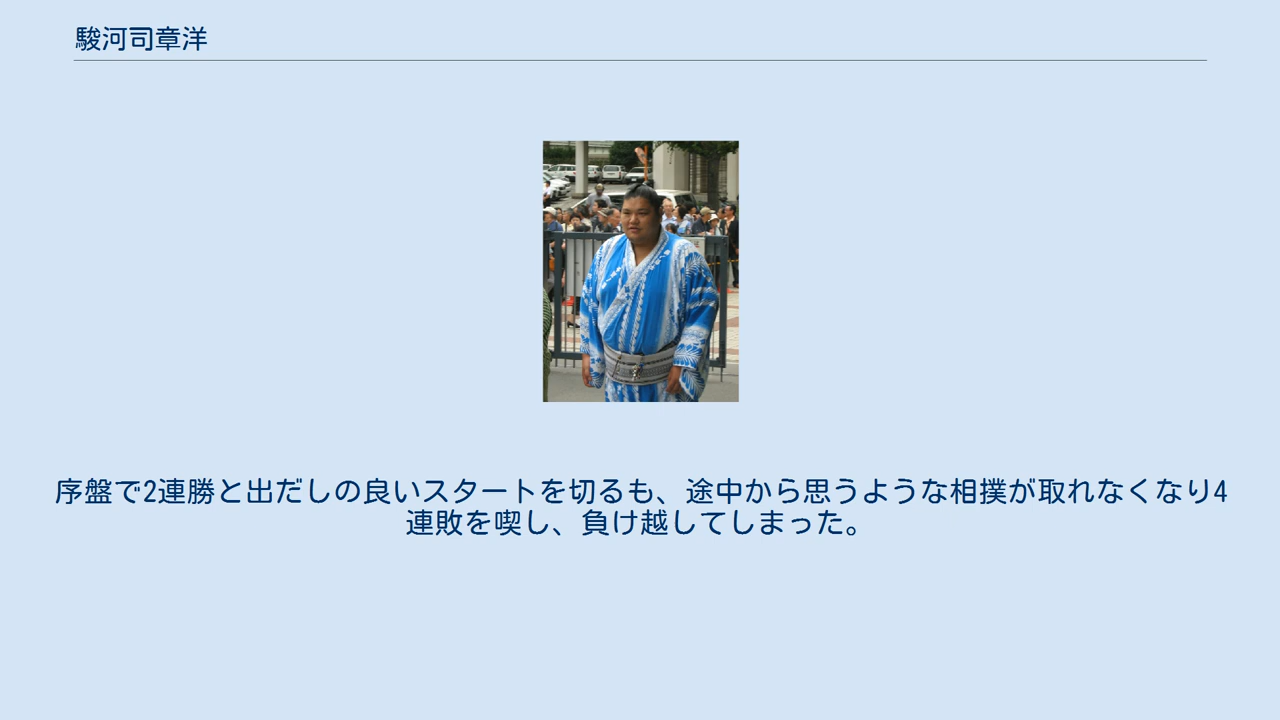 駿河司章洋
序盤で2連勝と出だしの良いスタートを切るも、途中から思うような相撲が取れなくなり4
連敗を喫し、負け越してしまった。